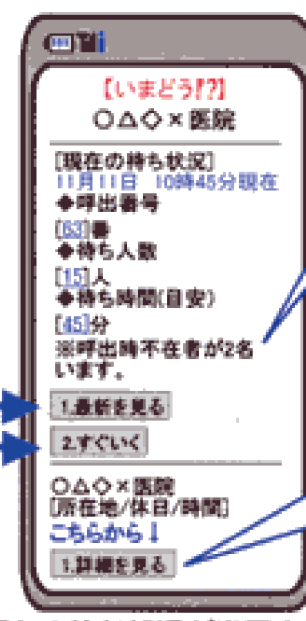 【いまどう!?】
○△◇×医院
[現在の待ち状況]
11月11日 10時45分現在
◆呼出番号
[63]番
◆待ち人数
[15]人
◆待ち時間(目安)
[45]分
※呼出時不在者が2名
います。
1.最新を見る
2.すぐいく
○△◇×医院
[所在地/休日/時間]
こちらから↓
1.詳細を見る